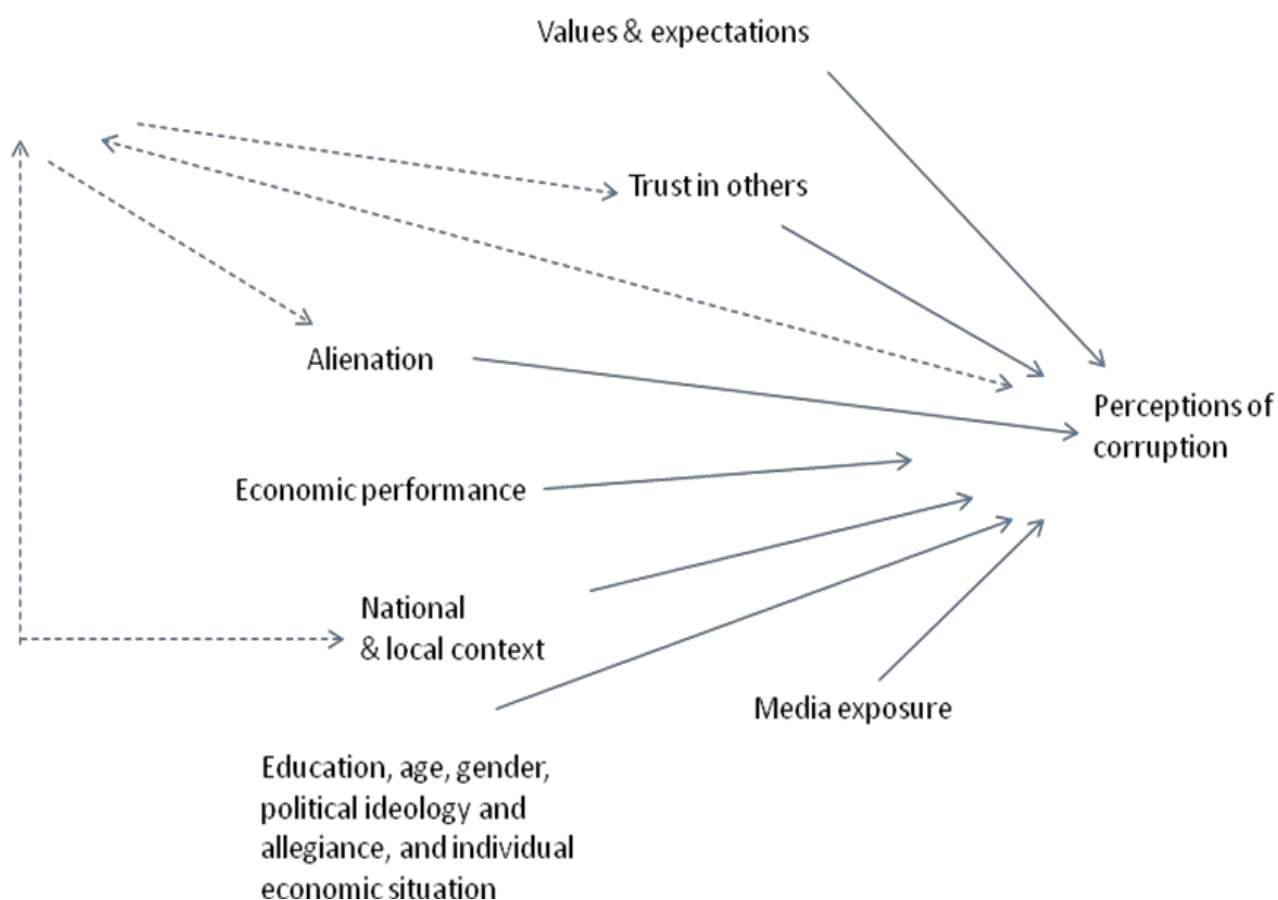 Values & expectations
Trust in others
Alienation
Perceptions of
corruption
Economic performance
National
& local context
Media exposure
Education, age, gender,
political ideology and
allegiance, and individual
economic situation